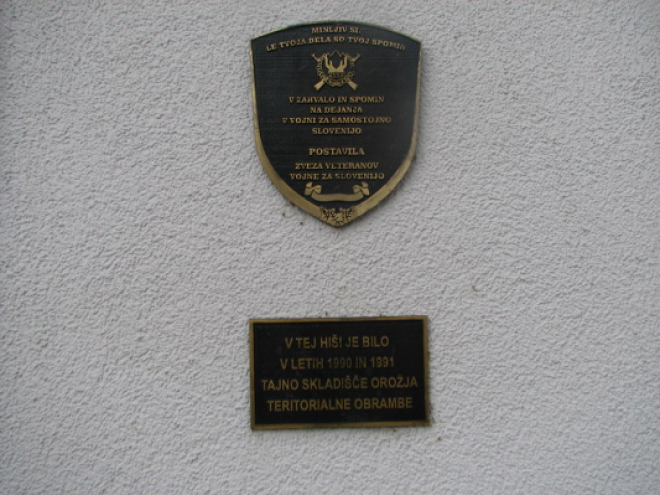 MINLJIV SI,
LE TVOJA DELA SO TVOJ SPOMIN
V ZAHVALO IN SPOMIN
NA DEJANJA
V VOJNI ZA SAMOSTOJNO
SLOVENIJO
POSTAVILA
ZVEZA VETERANOV
VOJNE ZA SLOVENIJO
V TEJ HIŠI JE BILO
V LETIH 1990 IN 1991
TAJNO SKLADIŠČE OROŽJA
TERITORIALNE OBRAMBE